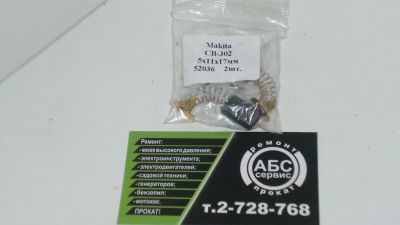 Makita
CB-302
5x11x17мм
52036 2шт.
Ремонт:
-моек высокого давления;
-электроинструмента;
-электродвигателей;
-садовой техники;
-генераторов;
-бензопил;
-мотокос.
ПРОКАТ!
РЕМОНТ
АБС
сервис
ПРОКАТ
т.2-728-768